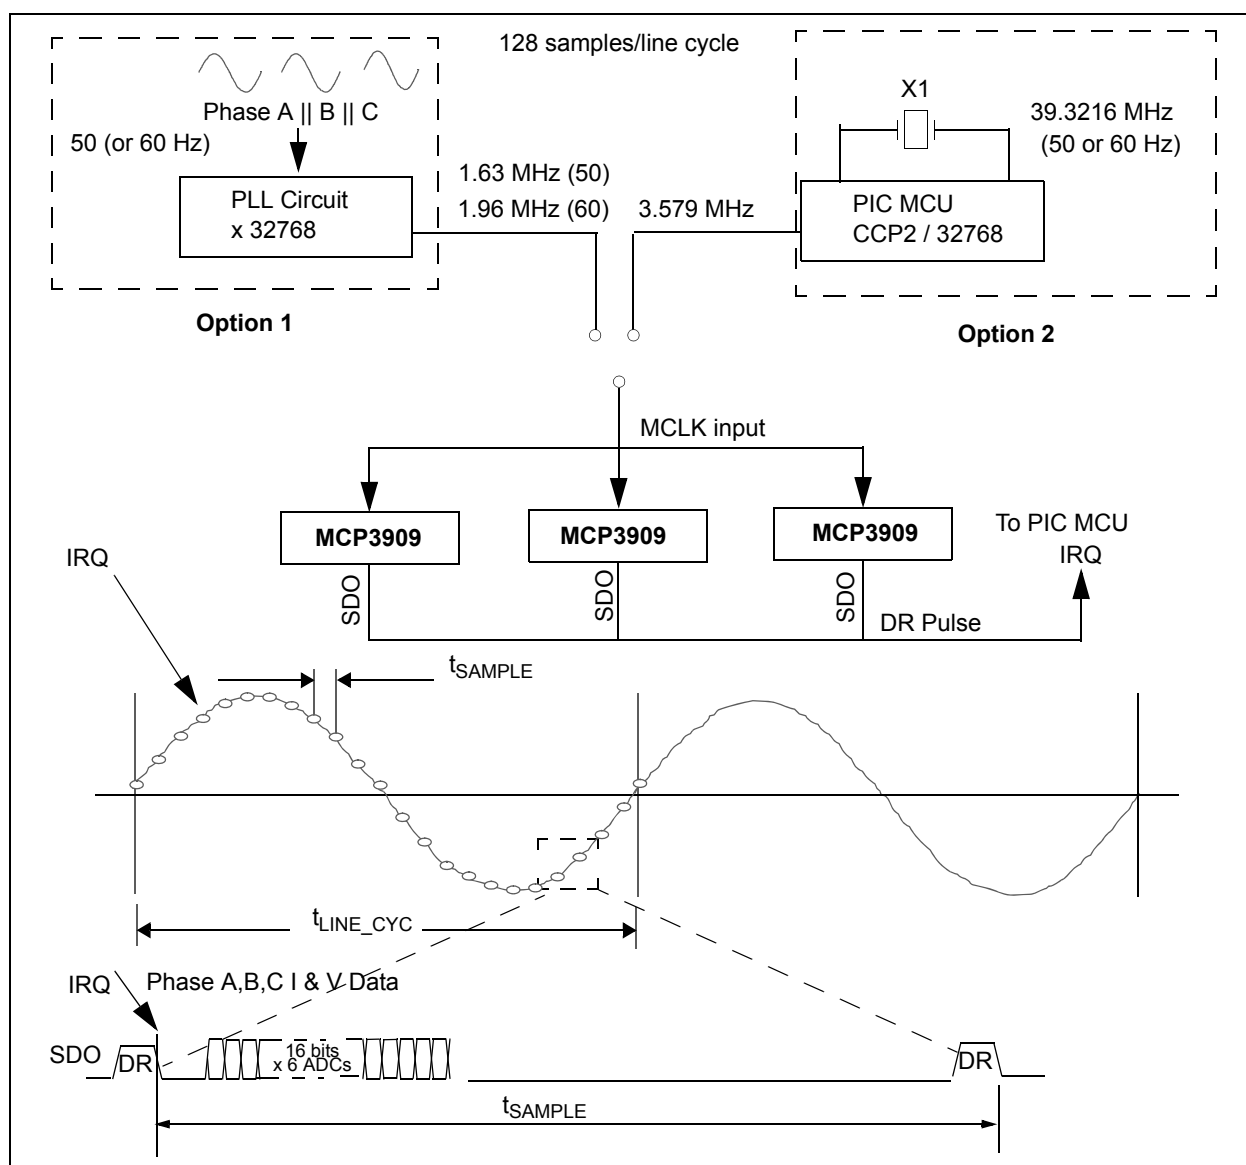 128 samples/line cycle
Phase A || B || C
50 (or 60 Hz)
PLL Circuit
x 32768
1.63 MHz (50)
1.96 MHz (60)
Option 1
3.579 MHz
X1
39.3216 MHz
(50 or 60 Hz)
PIC MCU
CCP2 / 32768
Option 2
MCLK input
MCP3909
MCP3909
MCP3909
SDO
SDO
SDO
To PIC MCU
IRQ
DR Pulse
IRQ
tSAMPLE
tLINE_CYC
IRQ
Phase A,B,C I & V Data
SDO
DR
16 bits
x 6 ADCs
DR
tSAMPLE